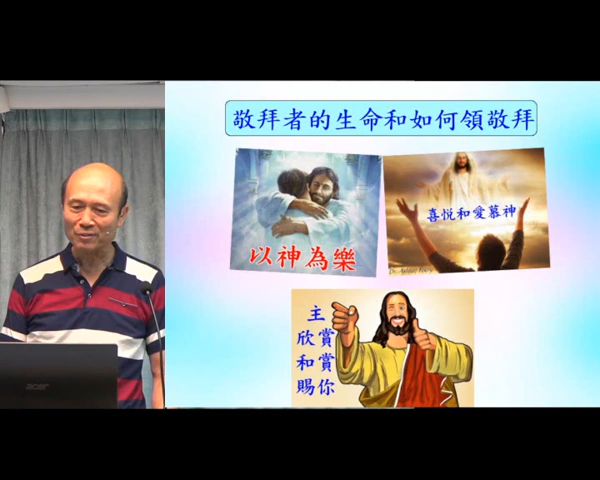 敬拜者的生命和如何領敬拜
以神為樂
喜悅和愛慕神
主
欣賞
和賞
賜你
acer